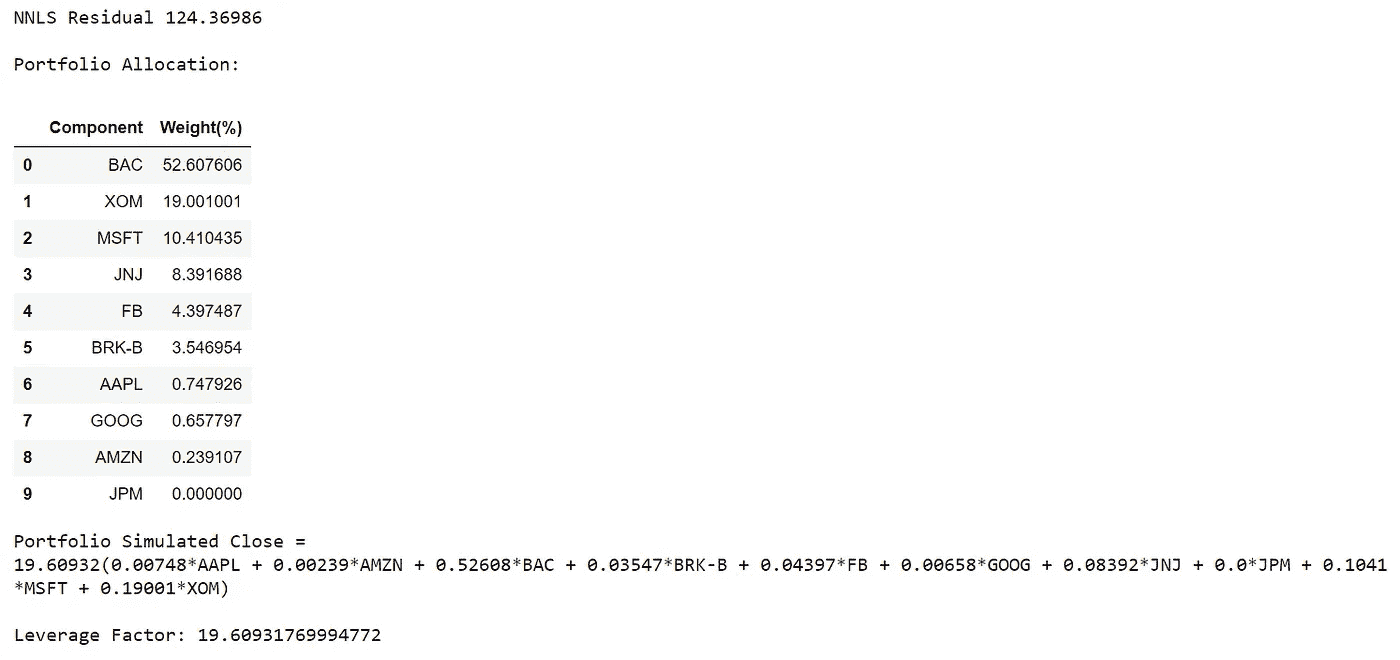 NNLS Residual 124.36986
Portfolio Allocation:
Component Weight(%)
0 BAC 52.607606
1 XOM 19.001001
2 MSFT 10.410435
3 JNJ 8.391688
4 FB 4.397487
5 BRK-B 3.546954
6 AAPL 0.747926
7 GOOG 0.657797
8 AMZN 0.239107
9 JPM 0.000000
Portfolio Simulated Close =
19.60932(0.00748*AAPL + 0.00239*AMZN + 0.52608*BAC + 0.03547*BRK-B + 0.04397*FB + 0.00658*GOOG + 0.08392*JNJ + 0.0*JPM + 0.1041
*MSFT + 0.19001*XOM)
Leverage Factor: 19.60931769994772